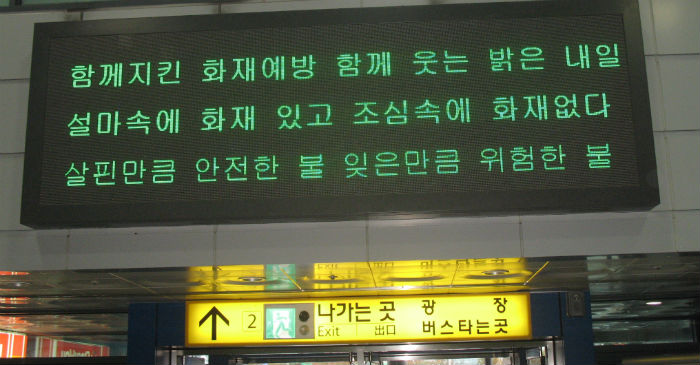 함께지킨 화재예방 함께 웃는 밝은 내일
설마속에 화재 있고 조심속에 화재없다
살핀만큼 안전한 불 잊은만큼 위험한 불
2 나가는 곳 광 장
Exit 出口 버스타는곳